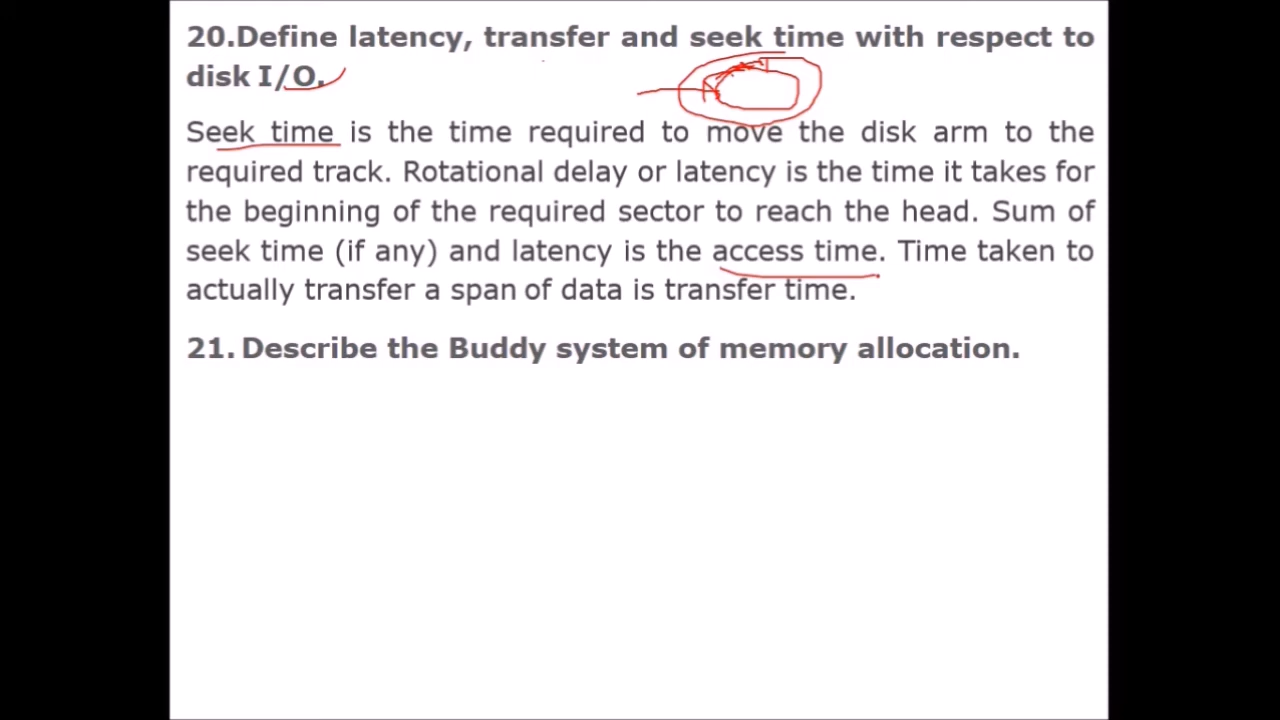 20.Define latency, transfer and seek time with respect to
disk I/O.
Seek time is the time required to move the disk arm to the
required track. Rotational delay or latency is the time it takes for
the beginning of the required sector to reach the head. Sum of
seek time (if any) and latency is the access time. Time taken to
actually transfer a span of data is transfer time.
21. Describe the Buddy system of memory allocation.